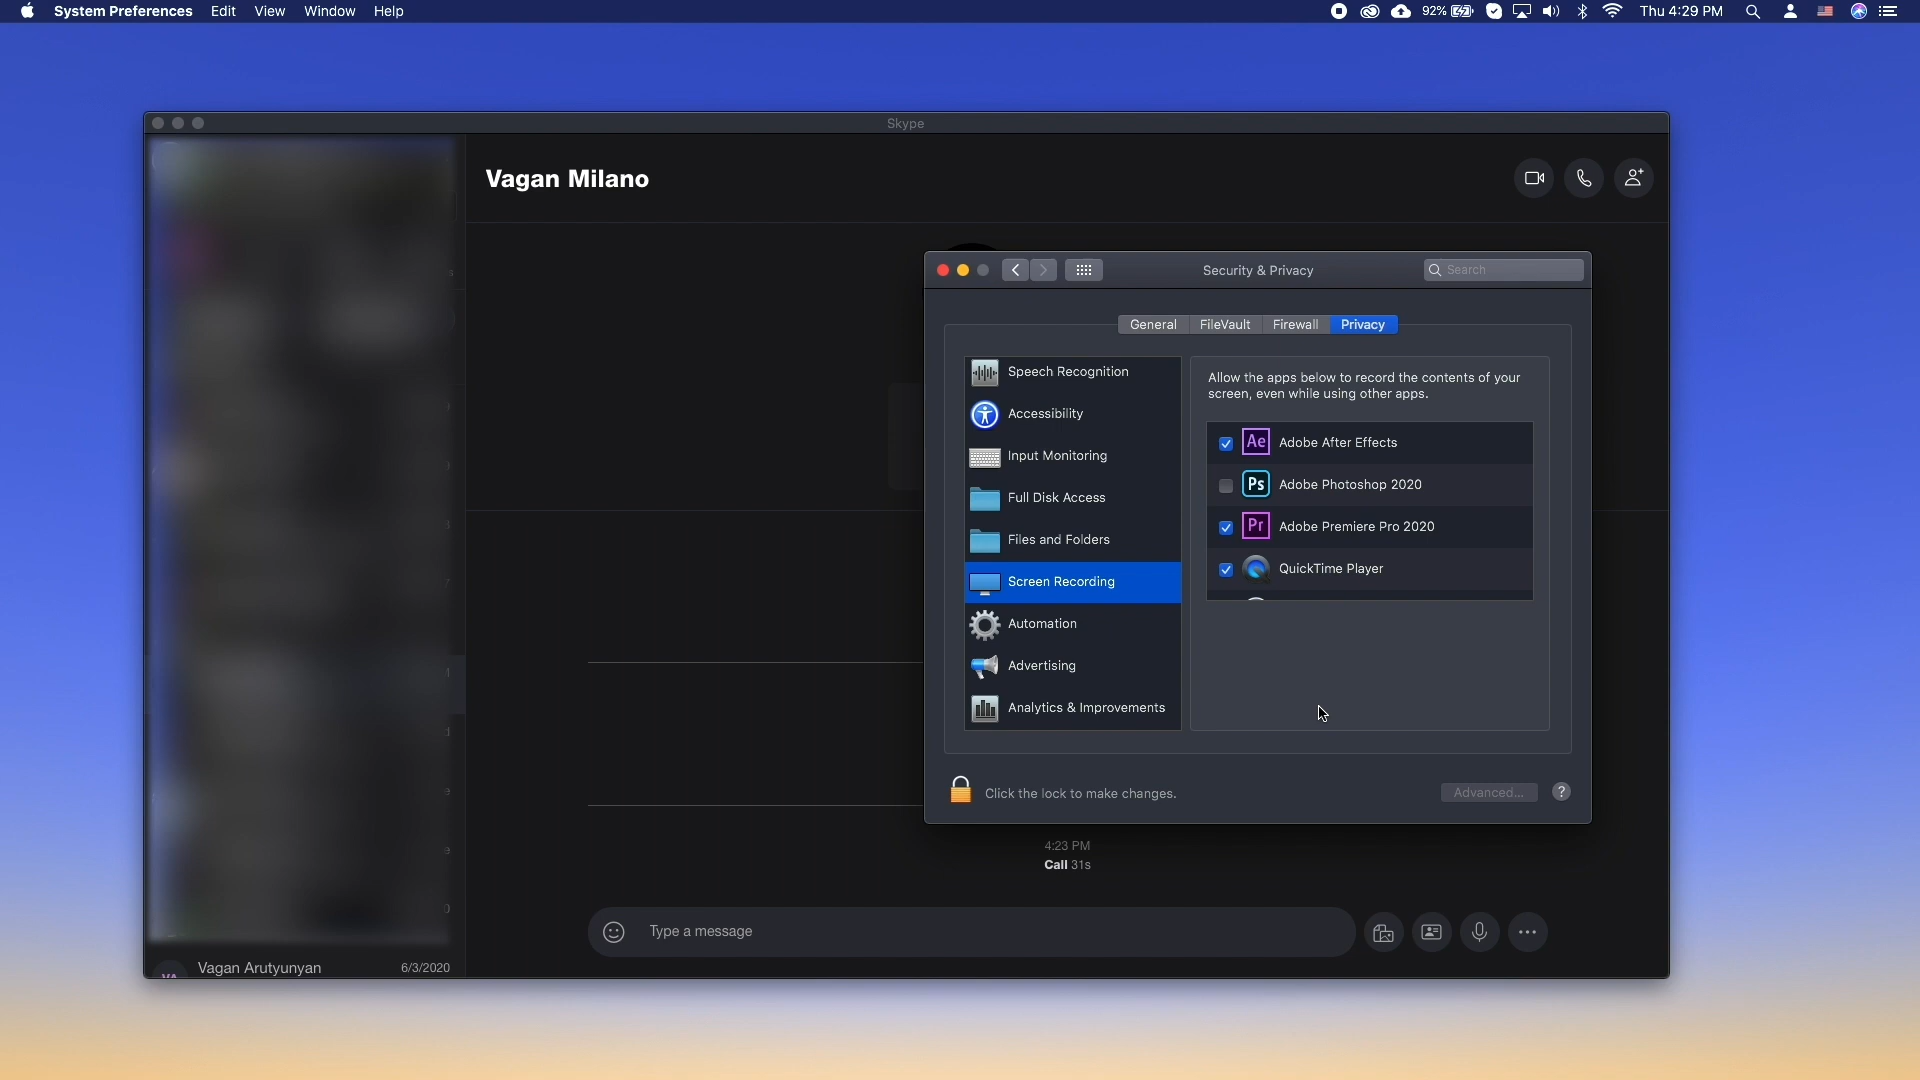 System Preferences Edit View Window Help
92% Thu 4:29 PM
Skype
Vagan Milano
Security & Privacy
Search
General FileVault Firewall Privacy
Speech Recognition
Accessibility
Input Monitoring
Full Disk Access
Files and Folders
Screen Recording
Automation
Advertising
Analytics & Improvements
Allow the apps below to record the contents of your
screen, even while using other apps.
Ae Adobe After Effects
Ps Adobe Photoshop 2020
Pr Adobe Premiere Pro 2020
QuickTime Player
Click the lock to make changes.
Advanced... ?
4:23 PM
Call 31s
Type a message
Vagan Arutyunyan 6/3/2020